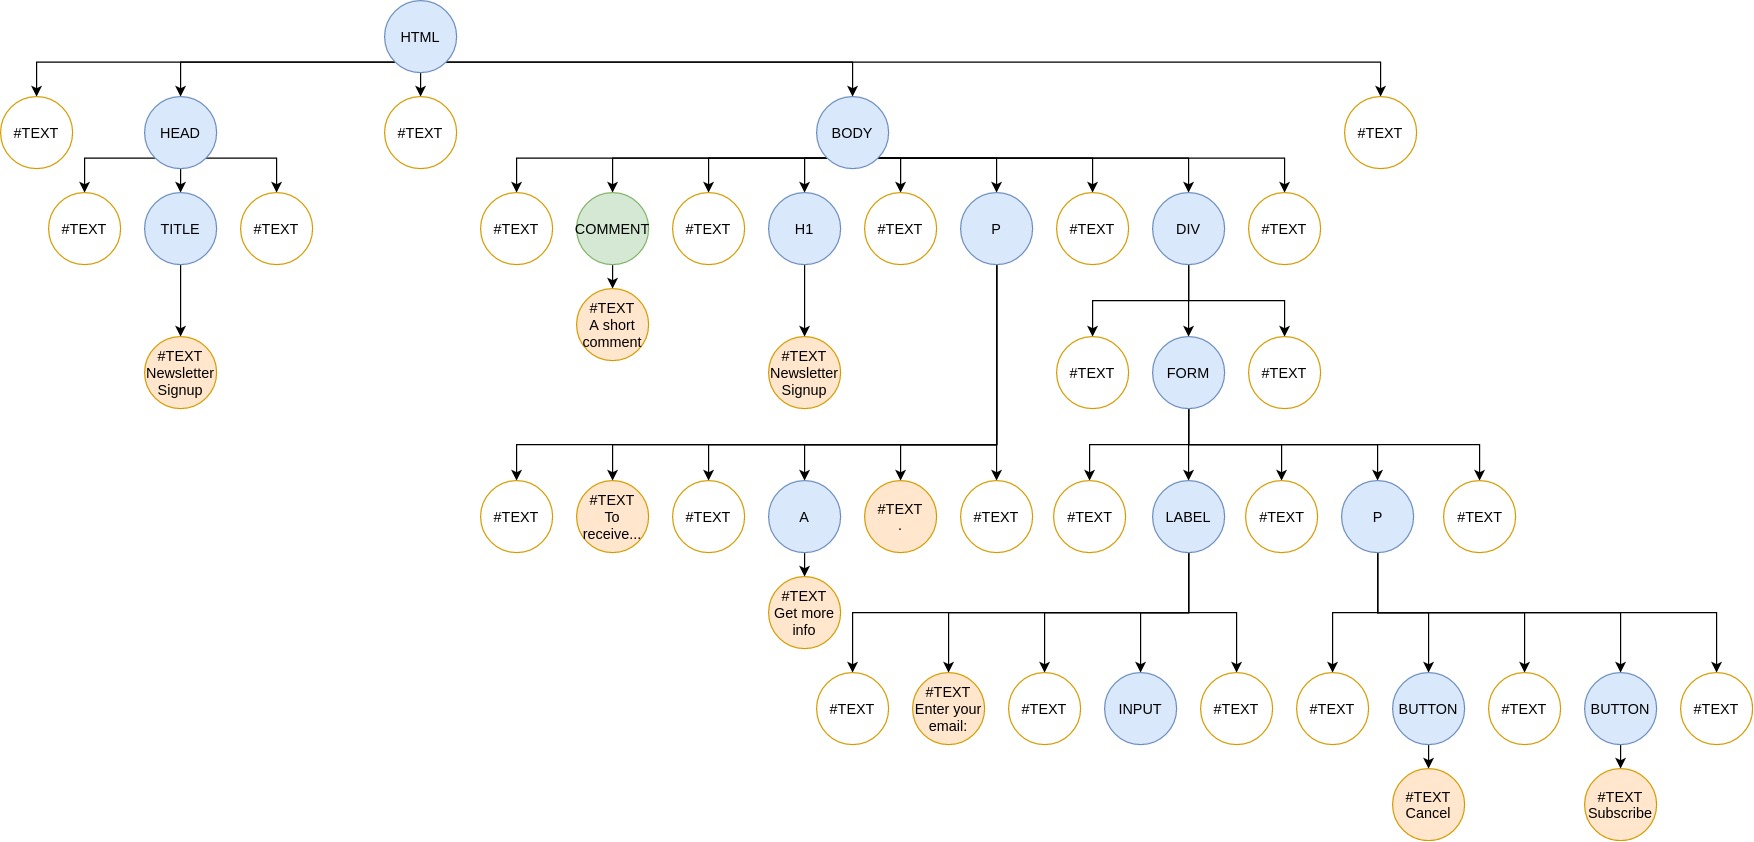 HTML
#TEXT
HEAD
#TEXT
BODY
#TEXT
#TEXT
TITLE
#TEXT
#TEXT
COMMENT
#TEXT
H1
#TEXT
P
#TEXT
DIV
#TEXT
#TEXT
A short
comment
#TEXT
Newsletter
Signup
#TEXT
Newsletter
Signup
#TEXT
FORM
#TEXT
#TEXT
#TEXT
To
receive...
#TEXT
A
#TEXT
.
#TEXT
#TEXT
LABEL
#TEXT
P
#TEXT
#TEXT
Get more
info
#TEXT
#TEXT
Enter your
email:
#TEXT
INPUT
#TEXT
#TEXT
BUTTON
#TEXT
BUTTON
#TEXT
#TEXT
Cancel
#TEXT
Subscribe